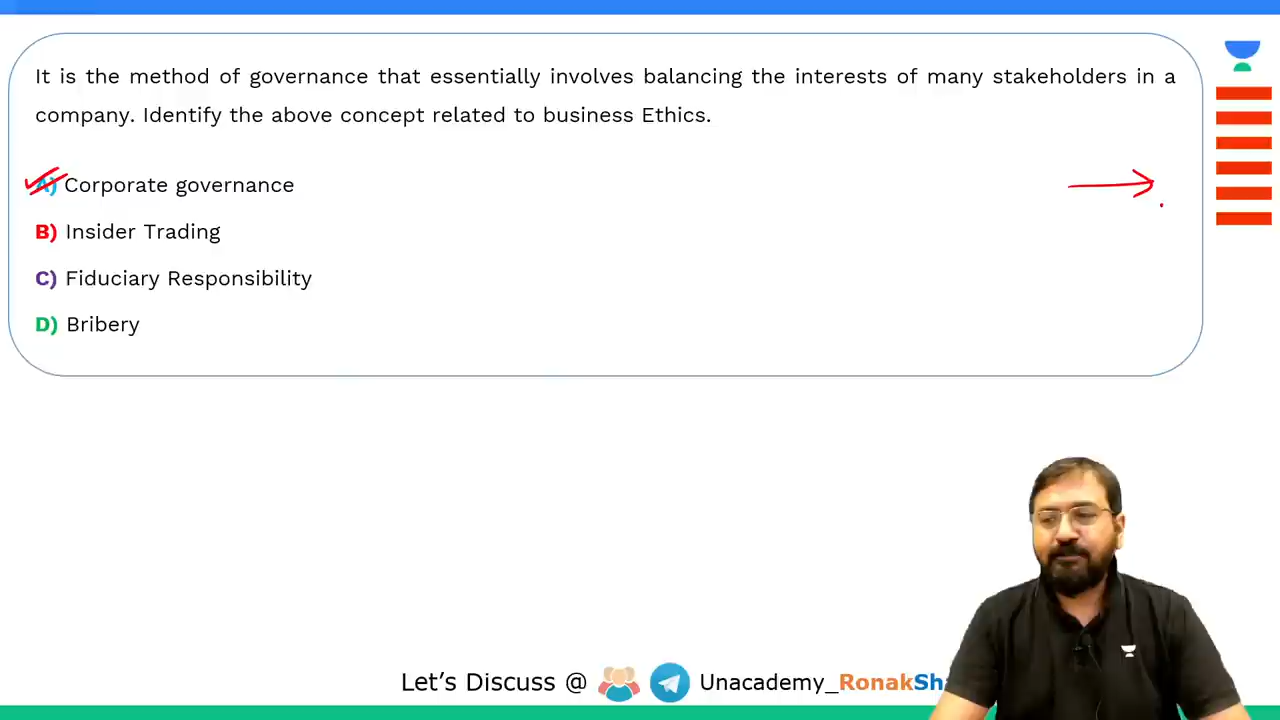 It is the method of governance that essentially involves balancing the interests of many stakeholders in a
company. Identify the above concept related to business Ethics.
A) Corporate governance
B) Insider Trading
C) Fiduciary Responsibility
D) Bribery
Let's Discuss @ Unacademy_RonakSha